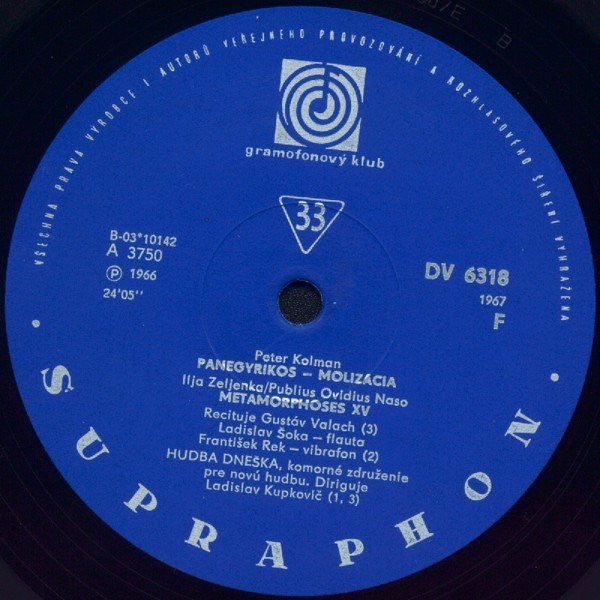 VŠECHNA PRÁVA VÝROBCE I AUTORŮ VEŘEJNÉHO PROVOZOVÁNÍ A ROZHLASOVÉHO ŠÍŘENÍ VYHRAZENA
gramofonový klub
33
B-03*10142
A 3750
Ⓟ 1966
24'05''
DV 6318
1967
F
Peter Kolman
PANEGYRIKOS – MOLIZÁCIA
Ilja Zeljenka/Publius Ovidius Naso
METAMORPHOSES XV
Recituje Gustáv Valach (3)
Ladislav Šoka – flauta
František Rek – vibrafon (2)
HUDBA DNEŠKA, komorné združenie
pre novú hudbu. Diriguje
Ladislav Kupkovič (1, 3)
• SUPRAPHON •